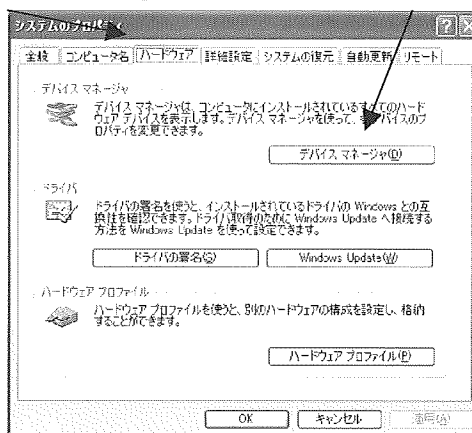 システムのプロパティ
全般 コンピュータ名 ハードウェア 詳細設定 システムの復元 自動更新 リモート
デバイス マネージャ
デバイス マネージャは、コンピュータにインストールされているすべてのハード
ウェア デバイスを表示します。デバイス マネージャを使って、各デバイスのプ
ロパティを変更できます。
デバイス マネージャ(D)
ドライバ
ドライバの署名を使うと、インストールされているドライバの Windows との互
換性を確認できます。ドライバ取得のために Windows Update へ接続する
方法を Windows Update を使って設定できます。
ドライバの署名(S) Windows Update(W)
ハードウェア プロファイル
ハードウェア プロファイルを使うと、別のハードウェアの構成を設定し、格納
することができます。
ハードウェア プロファイル(P)
OK キャンセル 適用(A)